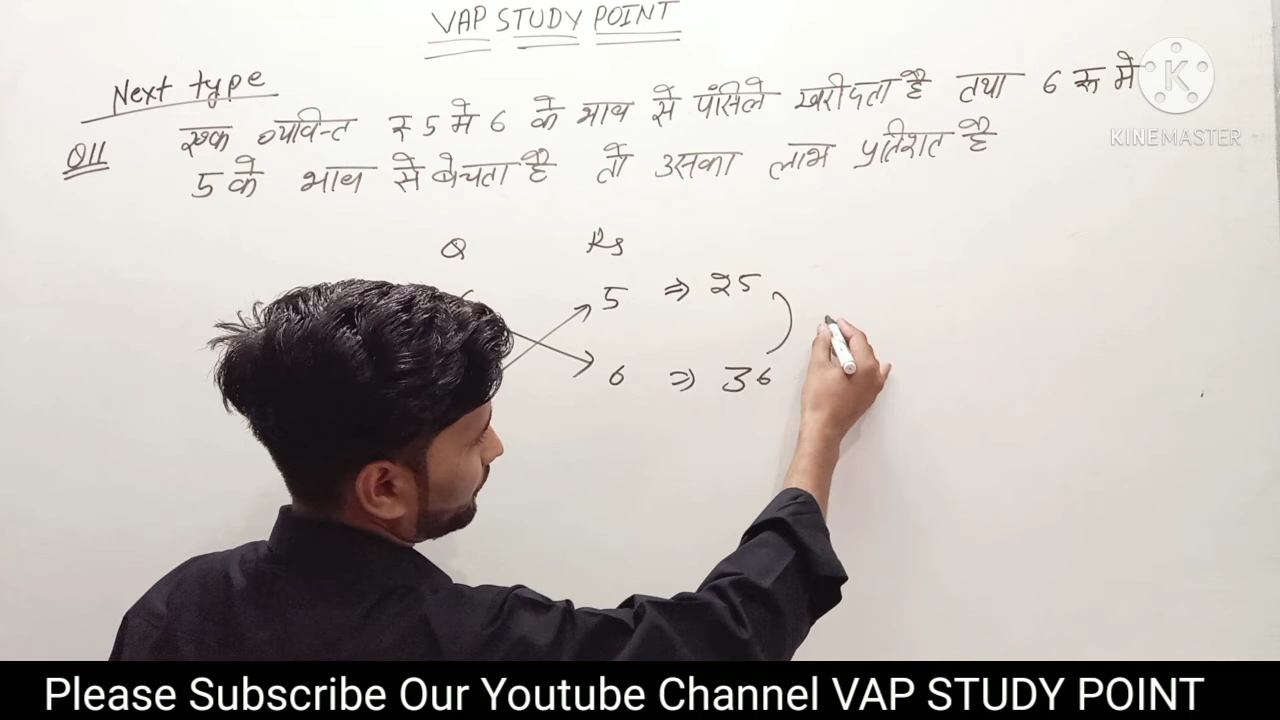 VAP STUDY POINT
Next type
Q11 एक व्यक्ति ₹ 5 मे 6 के भाव से पेंसिले खरीदता है तथा 6 रू मे
5 के भाव से बेचता है तो उसका लाभ प्रतिशत है
Q Rs
5 ⇒ 25
6 ⇒ 36
K
KINEMASTER
Please Subscribe Our Youtube Channel VAP STUDY POINT